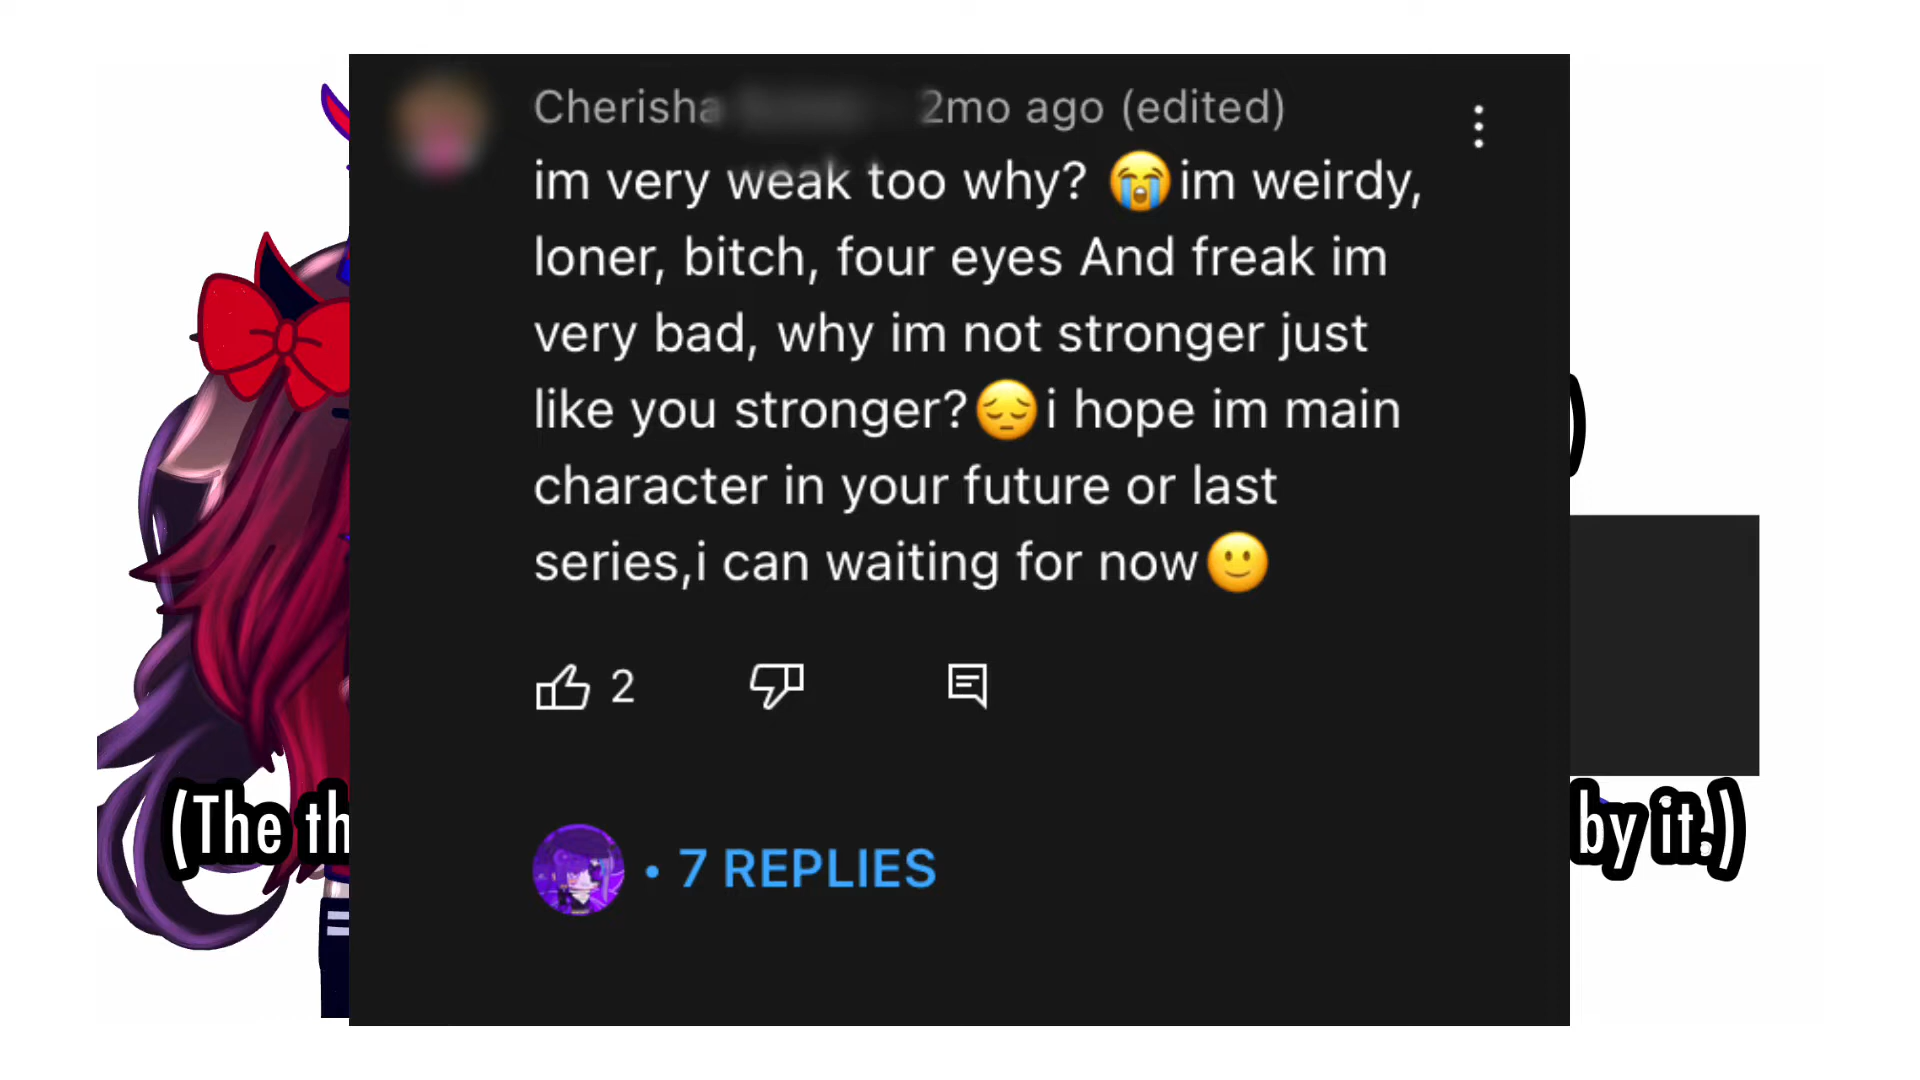 Cherisha 2mo ago (edited)
im very weak too why? 😭im weirdy,
loner, bitch, four eyes And freak im
very bad, why im not stronger just
like you stronger?😔i hope im main
character in your future or last
series,i can waiting for now🙂
2
• 7 REPLIES
(The th
by it.)